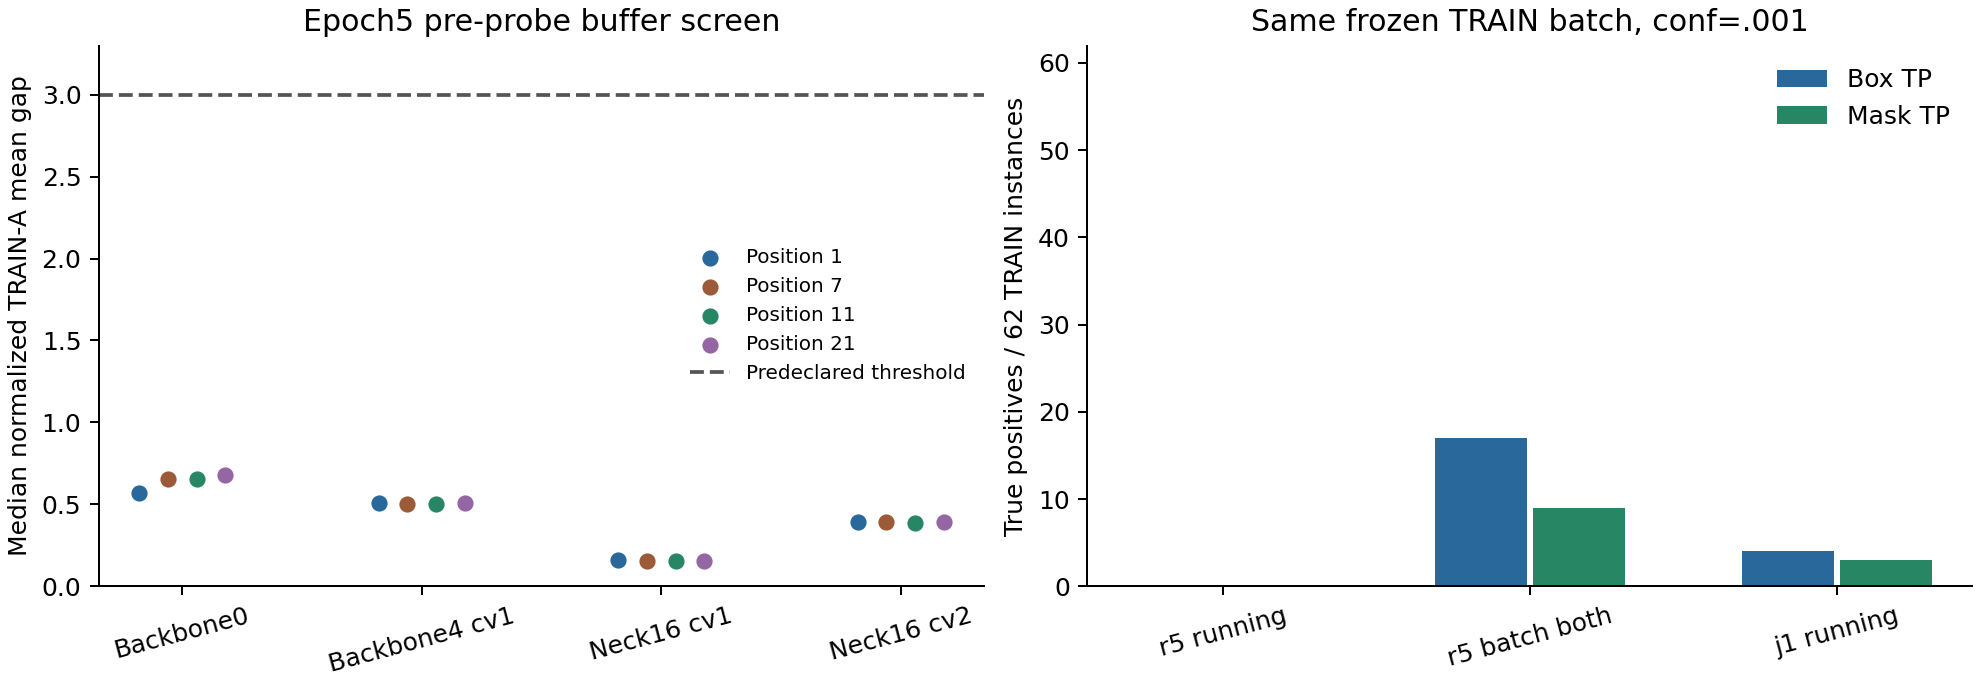 Epoch5 pre-probe buffer screen
Median normalized TRAIN-A mean gap
3.0
2.5
2.0
1.5
1.0
0.5
0.0
Position 1
Position 7
Position 11
Position 21
Predeclared threshold
Backbone0
Backbone4 cv1
Neck16 cv1
Neck16 cv2
Same frozen TRAIN batch, conf=.001
True positives / 62 TRAIN instances
60
50
40
30
20
10
0
Box TP
Mask TP
r5 running
r5 batch both
j1 running